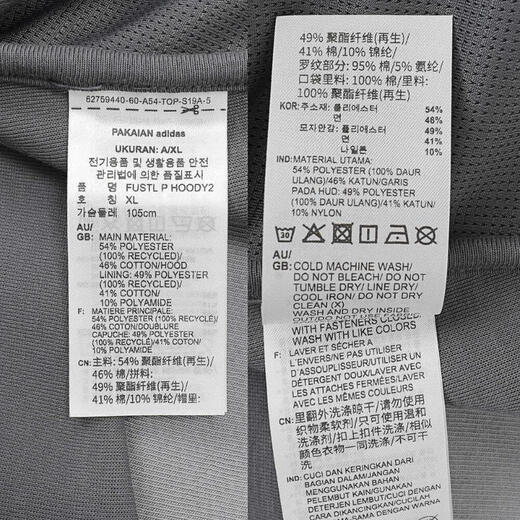 62759440-60-A54-TOP-S19A-5
PAKAIAN adidas
UKURAN: A/XL
전기용품 및 생활용품 안전
관리법에 의한 품질표시
품 명 FUSTL P HOODY2
호 칭 XL
가슴둘레 105cm
AU/
GB: MAIN MATERIAL:
54% POLYESTER
(100% RECYCLED)/
46% COTTON/HOOD
LINING: 49% POLYESTER
(100% RECYCLED)/
41% COTTON/
10% POLYAMIDE
F: MATIERE PRINCIPALE:
54% POLYESTER (100% RECYCLE)/
46% COTON/DOUBLURE
CAPUCHE: 49% POLYESTER
(100% RECYCLE)/41% COTON/
10% POLYAMIDE
CN: 主料: 54% 聚酯纤维(再生)/
46% 棉/拼料:
49% 聚酯纤维(再生)/
41% 棉/10% 锦纶/帽里:
49% 聚酯纤维(再生)/
41% 棉/10% 锦纶/
罗纹部分: 95% 棉/5% 氨纶/
口袋里料: 100% 棉/里料:
100% 聚酯纤维(再生)/
KOR: 주소재: 폴리에스터 54%
면 46%
모자안감: 폴리에스터 49%
면 41%
나일론 10%
IND: MATERIAL UTAMA:
54% POLYESTER (100% DAUR
ULANG)/46% KATUN/GARIS
PADA HUD: 49% POLYESTER
(100% DAUR ULANG)/41% KATUN/
10% NYLON
30
AU/
GB: COLD MACHINE WASH/
DO NOT BLEACH/ DO NOT
TUMBLE DRY/ LINE DRY/
COOL IRON/ DO NOT DRY
CLEAN (X)
WASH AND DRY INSIDE
OUT/DO NOT USE
WITH FASTENERS CLOSED/
WASH WITH LIKE COLORS
F: LAVER ET SÉCHER À
L'ENVERS/NE PAS UTILISER
D'ASSOUPLISSEUR/UTILISER UN
DÉTERGENT DOUX/LAVER AVEC
LES ATTACHES FERMÉES/LAVER
AVEC LES MÊMES COULEURS
CN: 里翻外洗涤晾干/请勿使用
织物柔软剂/只可使用温和
洗涤剂/扣上扣件洗涤/相似
颜色衣物一同洗涤/不可干
洗
IND: CUCI DAN KERINGKAN DARI
BAGIAN DALAM/JANGAN GUNAKAN
PELEMBUT KAIN/GUNAKAN
DETERJEN LEMBUT/CUCI DENGAN